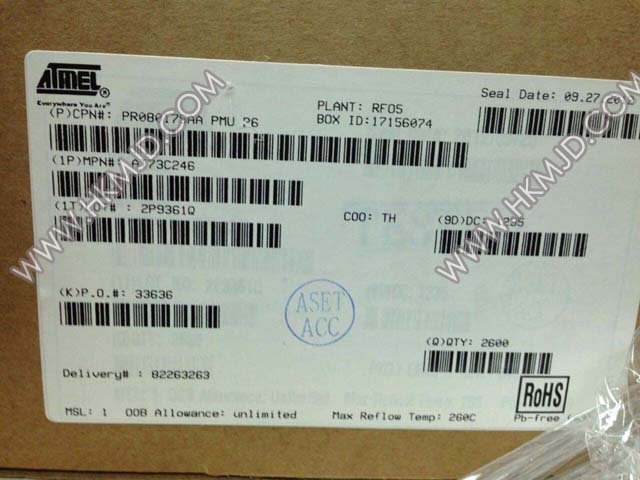 ATMEL®
Everywhere You Are®
(P)CPN#: PR080175AA PMU 26
PLANT: RF05
BOX ID:17156074
Seal Date: 09.27
(1P)MPN#: 73C246
(1T) : 2P9361Q
COO: TH
(9D)DC:
(K)P.O.#: 33636
ASET
ACC
(Q)QTY: 2600
Delivery# : 82263263
RoHS
Pb-free
MSL: 1 OOB Allowance: unlimited Max Reflow Temp: 260C
WWW.HKMJD.COM
WWW.HKMJD.COM